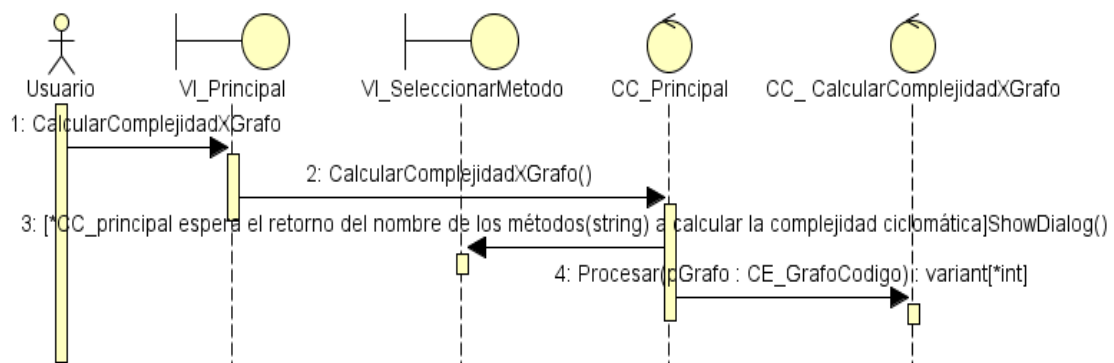 Usuario
VI_Principal
VI_SeleccionarMetodo
CC_Principal
CC_ CalcularComplejidadXGrafo
1: CalcularComplejidadXGrafo
2: CalcularComplejidadXGrafo()
3: [*CC_principal espera el retorno del nombre de los métodos(string) a calcular la complejidad ciclomática]ShowDialog()
4: Procesar(pGrafo : CE_GrafoCodigo) : variant[*int]